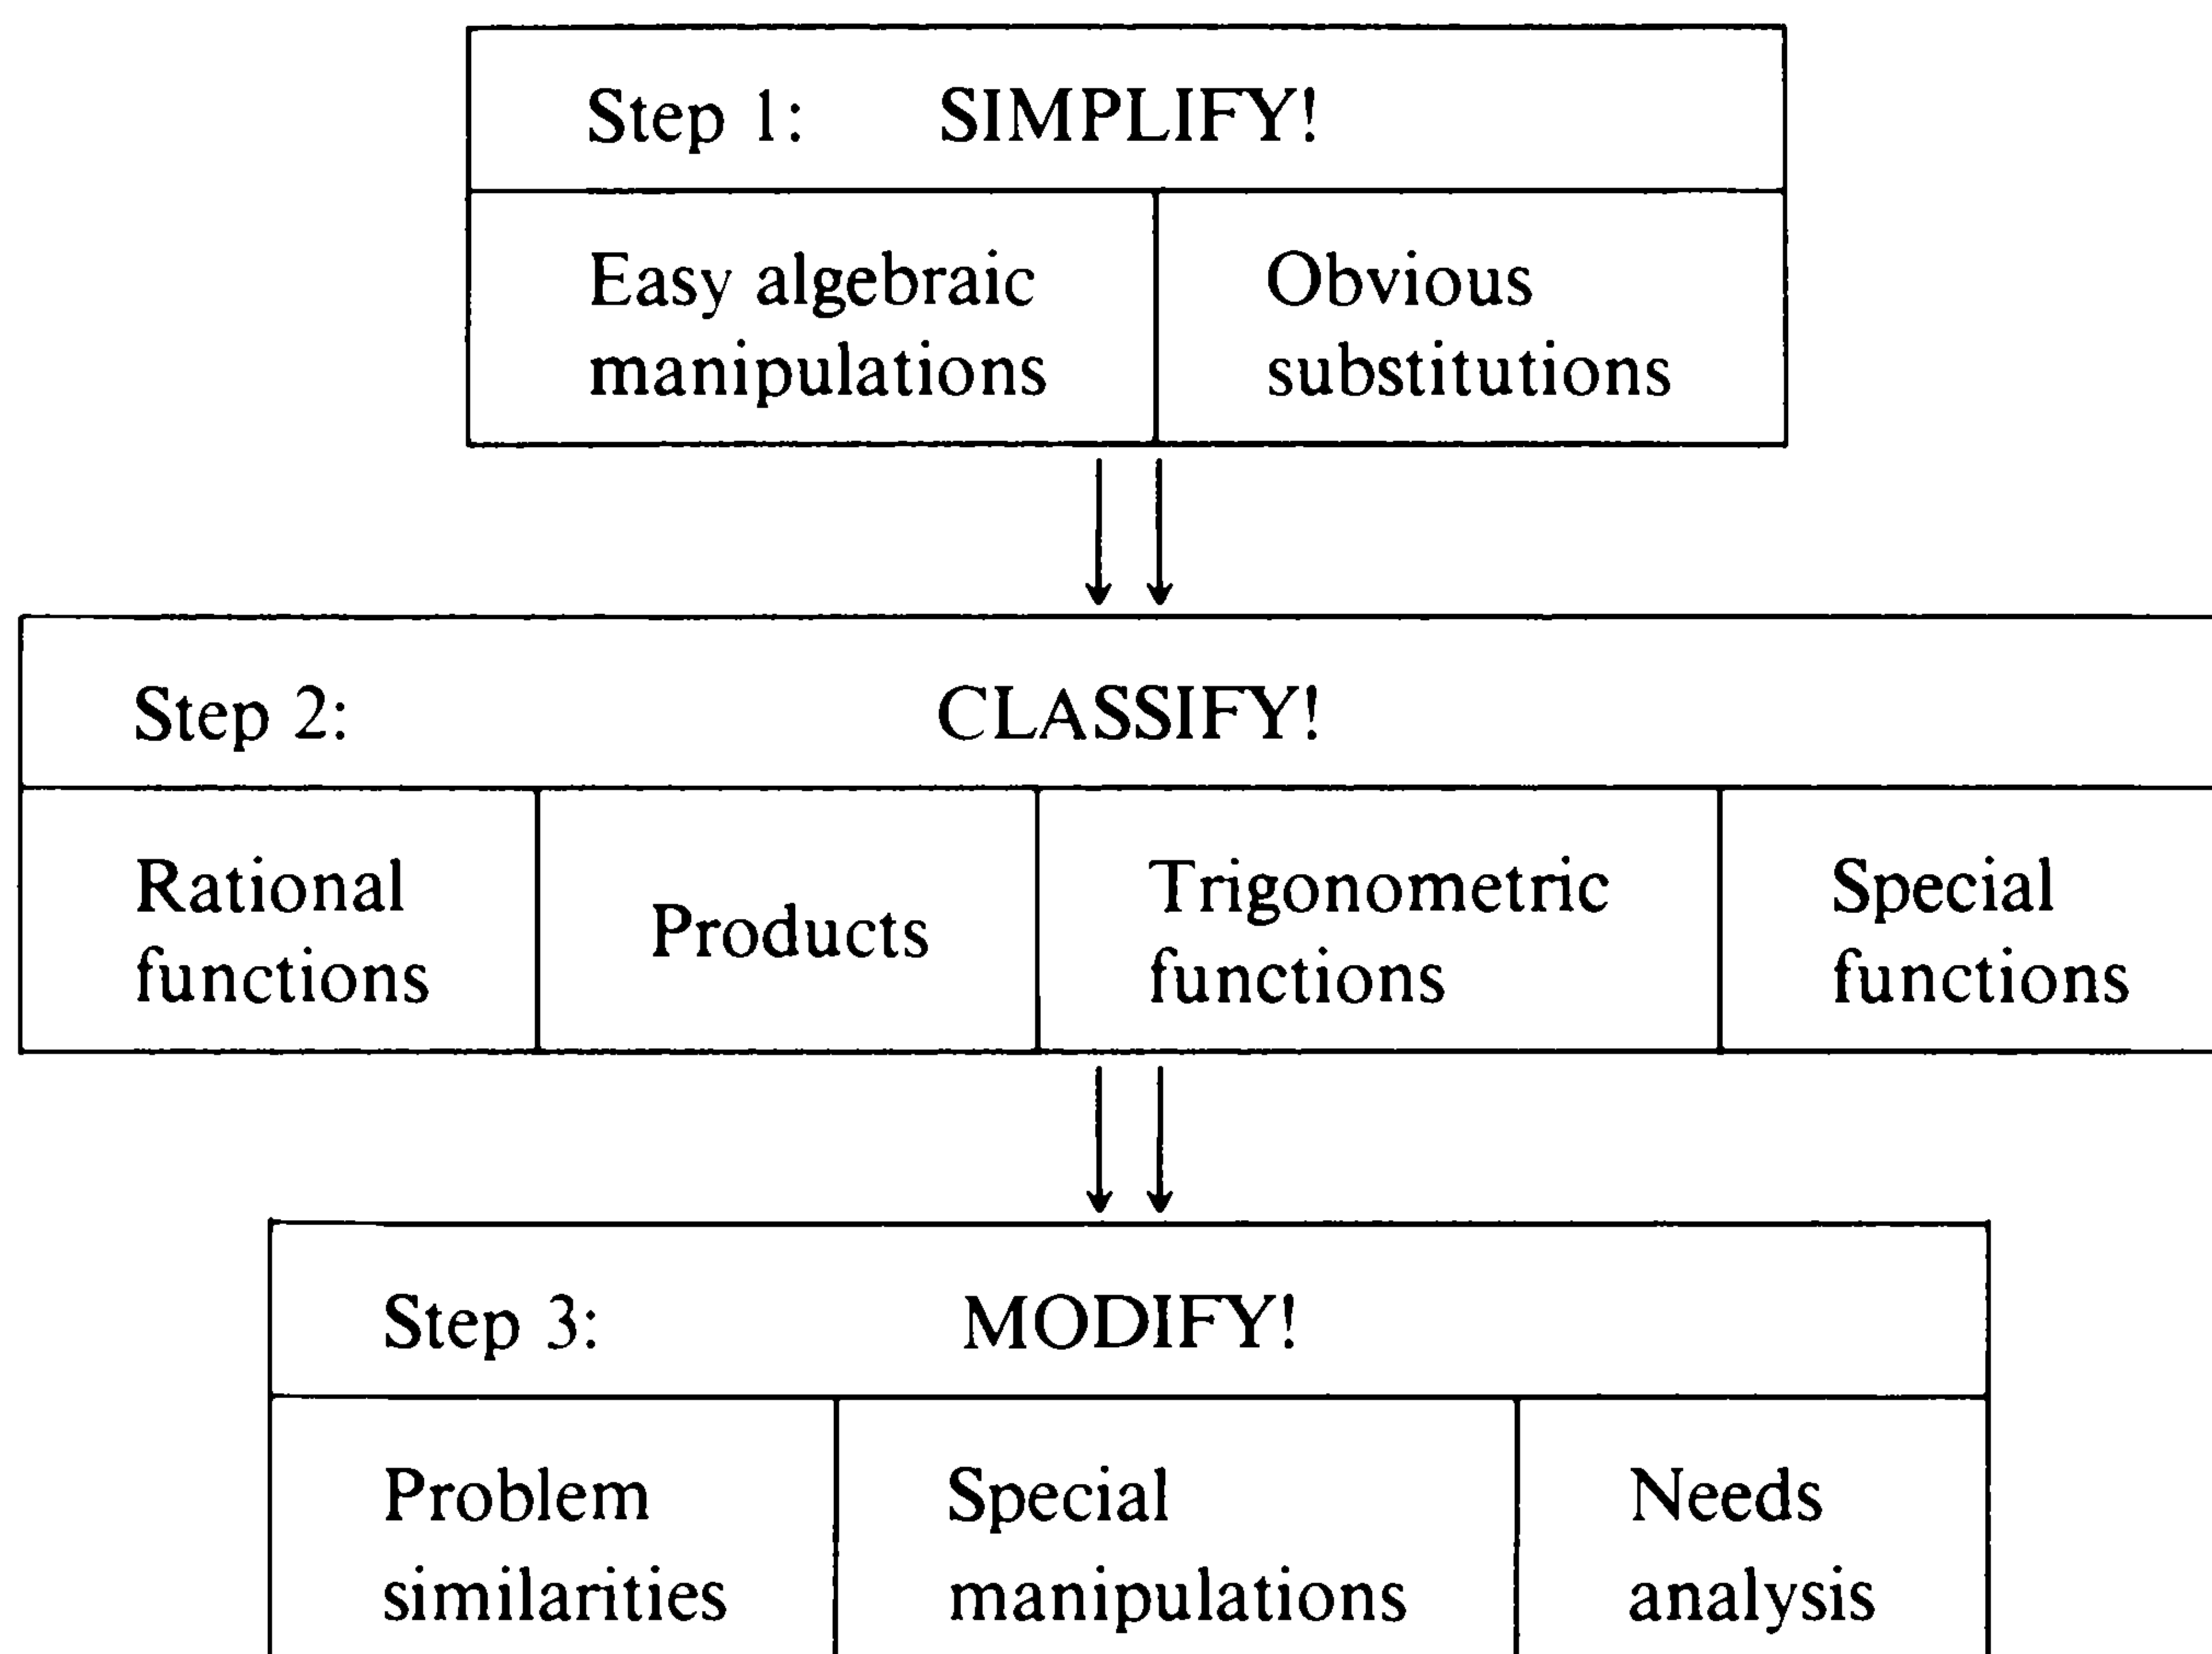 Step 1: SIMPLIFY!
Easy algebraic
manipulations
Obvious
substitutions
Step 2: CLASSIFY!
Rational
functions
Products
Trigonometric
functions
Special
functions
Step 3: MODIFY!
Problem
similarities
Special
manipulations
Needs
analysis